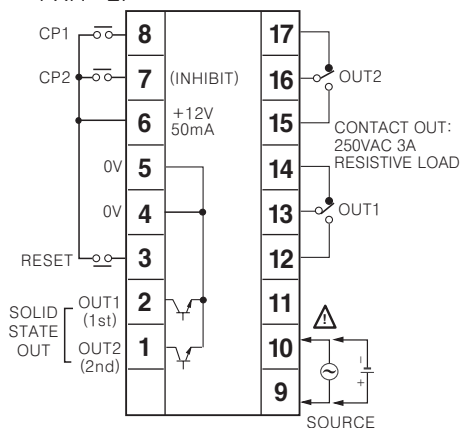 CP1
8
17
CP2
7
(INHIBIT)
16
OUT2
6
+12V
50mA
15
CONTACT OUT:
250VAC 3A
RESISTIVE LOAD
0V
5
14
0V
4
13
OUT1
RESET
3
12
SOLID
STATE
OUT
OUT1
(1st)
2
11
OUT2
(2nd)
1
10
9
SOURCE